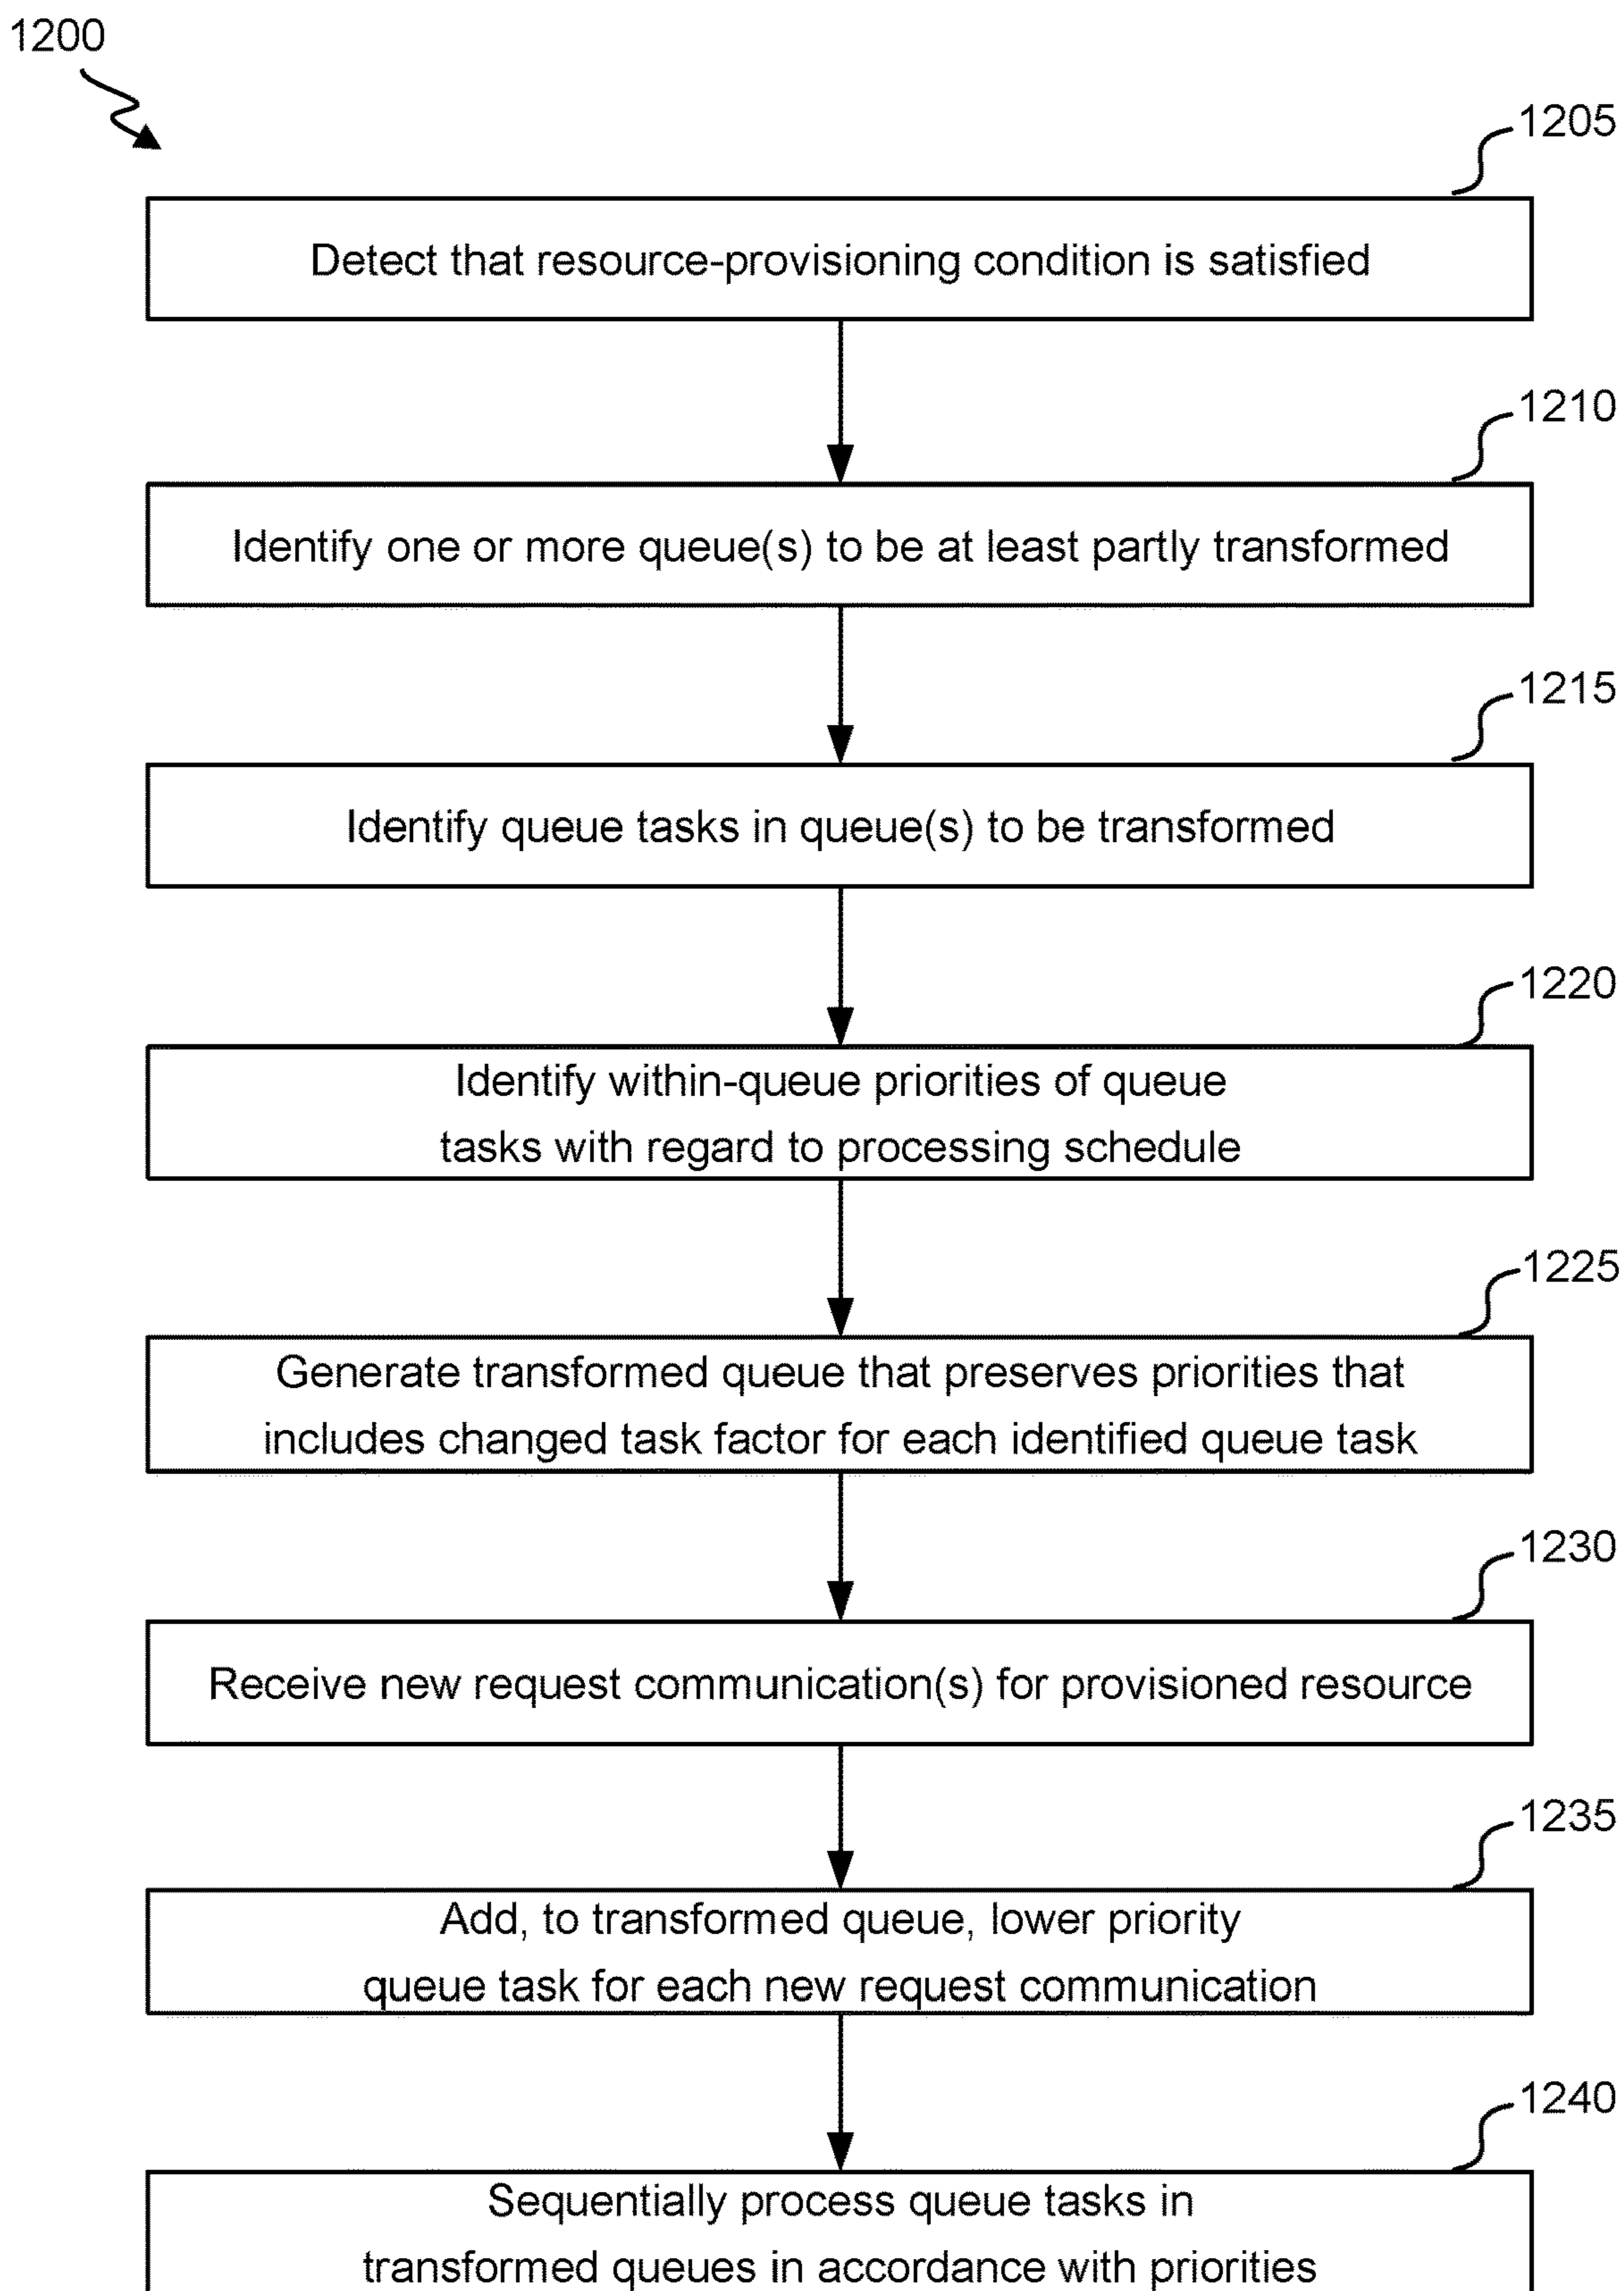 1200
1205
Detect that resource-provisioning condition is satisfied
1210
Identify one or more queue(s) to be at least partly transformed
1215
Identify queue tasks in queue(s) to be transformed
1220
Identify within-queue priorities of queue
tasks with regard to processing schedule
1225
Generate transformed queue that preserves priorities that
includes changed task factor for each identified queue task
1230
Receive new request communication(s) for provisioned resource
1235
Add, to transformed queue, lower priority
queue task for each new request communication
1240
Sequentially process queue tasks in
transformed queues in accordance with priorities